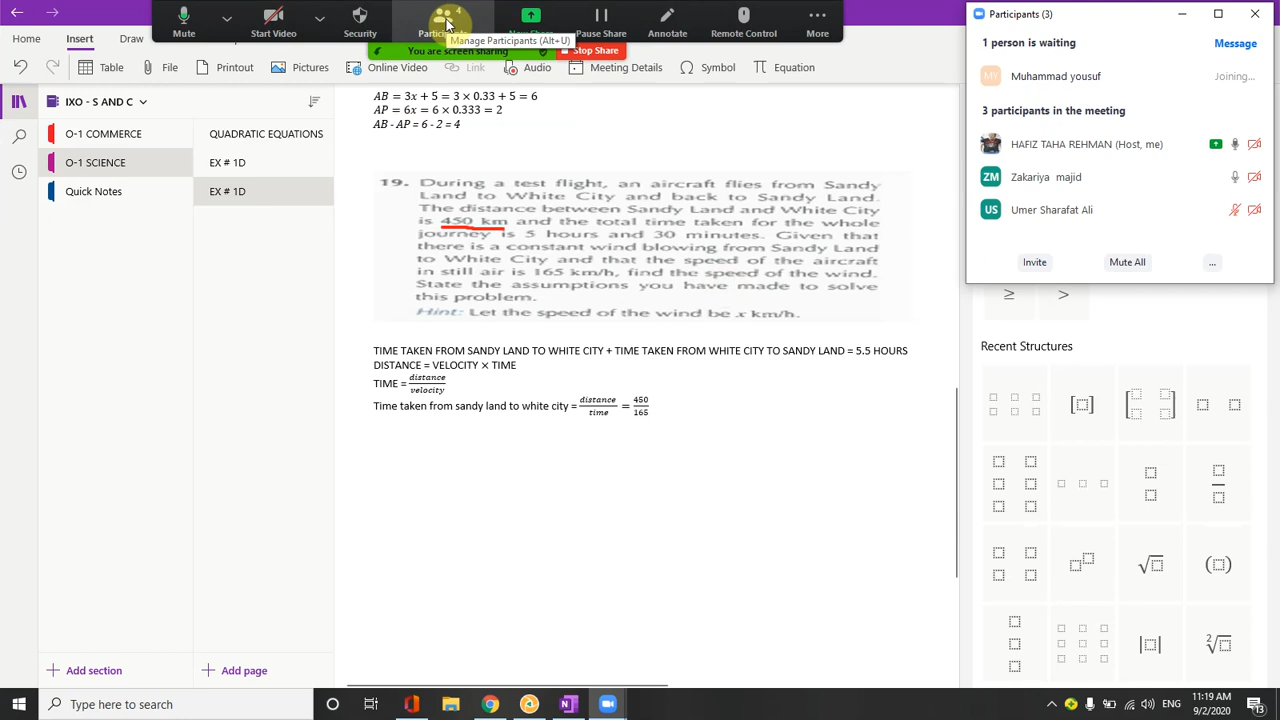 Mute
Start Video
Security
4
Participants
Pause Share
Annotate
Remote Control
More
Manage Participants (Alt+U)
You are screen sharing
Stop Share
Home
Insert
Table
File
Printout
Pictures
Online Video
Link
Audio
Meeting Details
Symbol
Equation
IXO - S AND C
O-1 COMMERCE
O-1 SCIENCE
Quick Notes
QUADRATIC EQUATIONS
EX # 1D
EX # 1D
AB = 3x + 5 = 3 × 0.33 + 5 = 6
AP = 6x = 6 × 0.333 = 2
AB - AP = 6 - 2 = 4
19. During a test flight, an aircraft flies from Sandy
Land to White City and back to Sandy Land.
The distance between Sandy Land and White City
is 450 km and the total time taken for the whole
journey is 5 hours and 30 minutes. Given that
there is a constant wind blowing from Sandy Land
to White City and that the speed of the aircraft
in still air is 165 km/h, find the speed of the wind.
State the assumptions you have made to solve
this problem.
Hint: Let the speed of the wind be x km/h.
TIME TAKEN FROM SANDY LAND TO WHITE CITY + TIME TAKEN FROM WHITE CITY TO SANDY LAND = 5.5 HOURS
DISTANCE = VELOCITY × TIME
TIME = distance/velocity
Time taken from sandy land to white city = distance/time = 450/165
Add section
Add page
Participants (3)
1 person is waiting
Message
MY
Muhammad yousuf
Joining...
3 participants in the meeting
HAFIZ TAHA REHMAN (Host, me)
ZM
Zakariya majid
US
Umer Sharafat Ali
Invite
Mute All
...
≥
>
Recent Structures
Type here to search
ENG
11:19 AM
9/2/2020
13